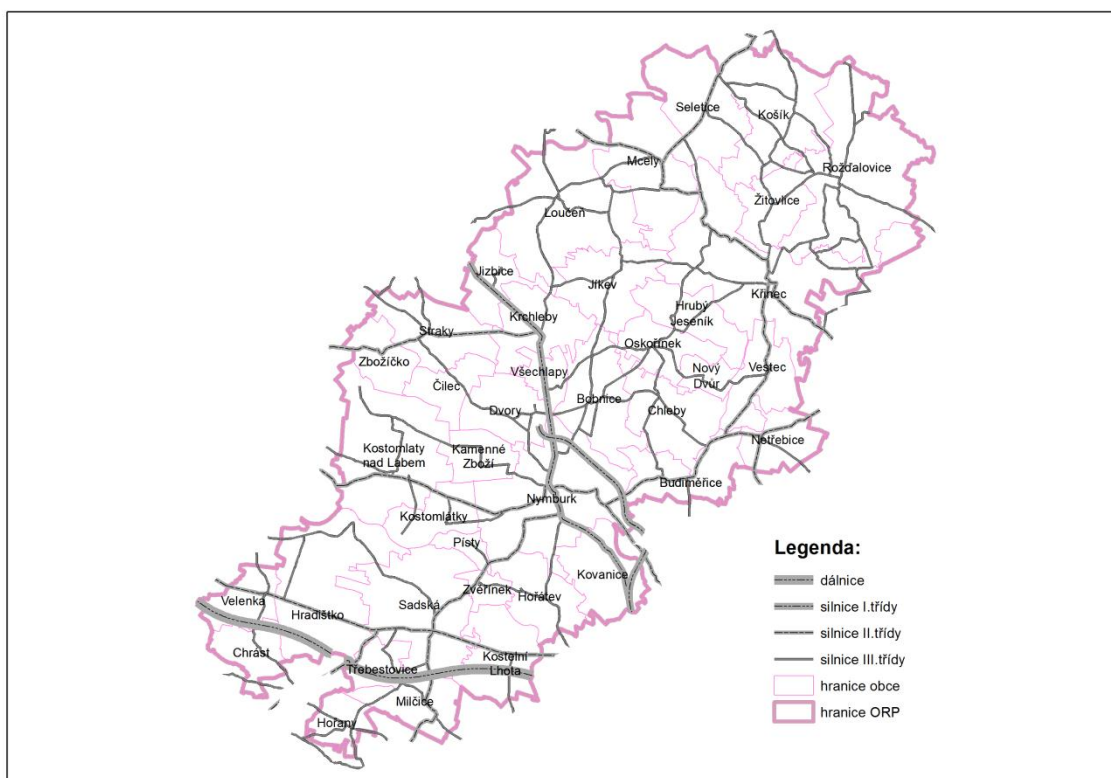 Seletice
Košík
Mcely
Rožďalovice
Žitovlice
Loučeň
Jizbice
Jíkev
Křinec
Hrubý
Jeseník
Krchleby
Straky
Oskořínek
Zbožíčko
Všechlapy
Nový
Dvůr
Veštec
Čilec
Bobnice
Chleby
Dvory
Netřebice
Kostomlaty
nad Labem
Kamenné
Zboží
Budiměřice
Nymburk
Kostomlátky
Písty
Kovanice
Zvěřínek
Hořátev
Velenka
Sadská
Hradištko
Chrást
Kostelní
Lhota
Třebestovice
Milčice
Hořany
Legenda:
dálnice
silnice I.třídy
silnice II.třídy
silnice III.třídy
hranice obce
hranice ORP